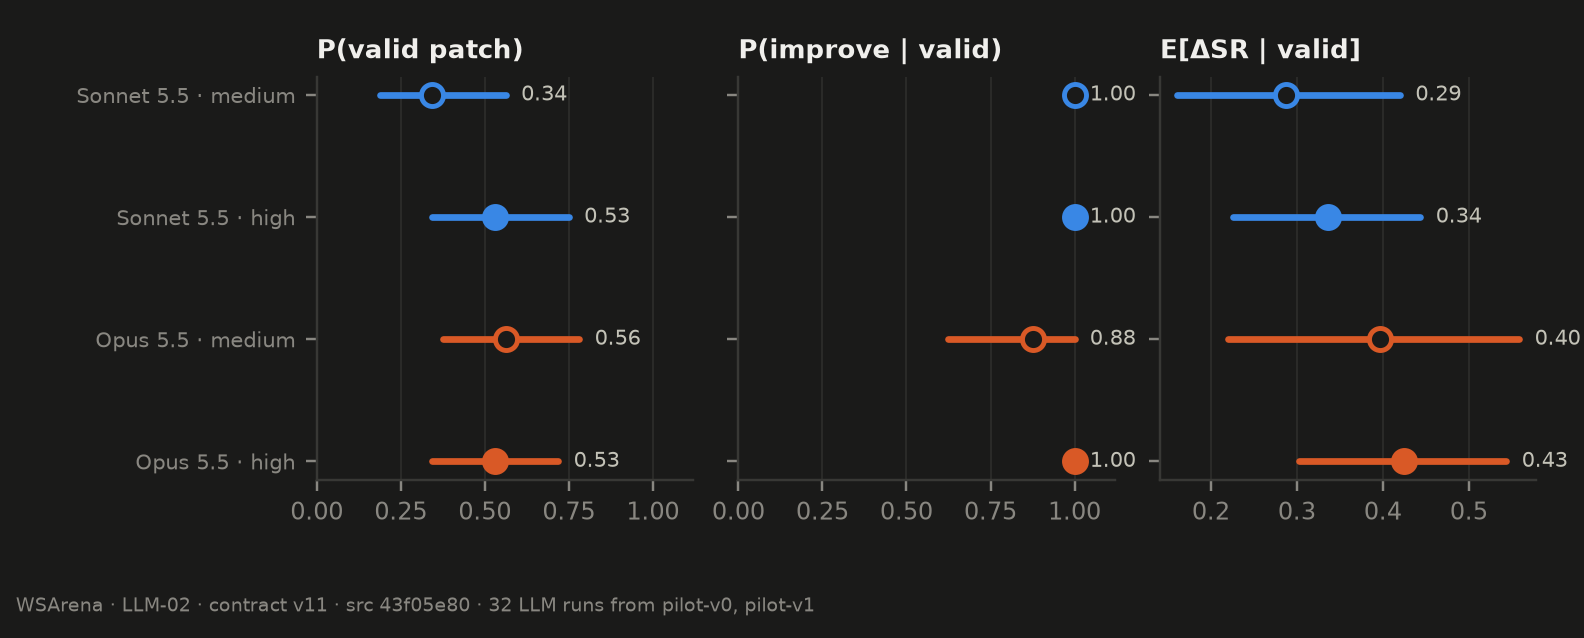 P(valid patch) P(improve | valid) E[ΔSR | valid]
Sonnet 5.5 · medium 0.34 1.00 0.29
Sonnet 5.5 · high 0.53 1.00 0.34
Opus 5.5 · medium 0.56 0.88 0.40
Opus 5.5 · high 0.53 1.00 0.43
0.00 0.25 0.50 0.75 1.00 0.00 0.25 0.50 0.75 1.00 0.2 0.3 0.4 0.5
WSArena · LLM-02 · contract v11 · src 43f05e80 · 32 LLM runs from pilot-v0, pilot-v1